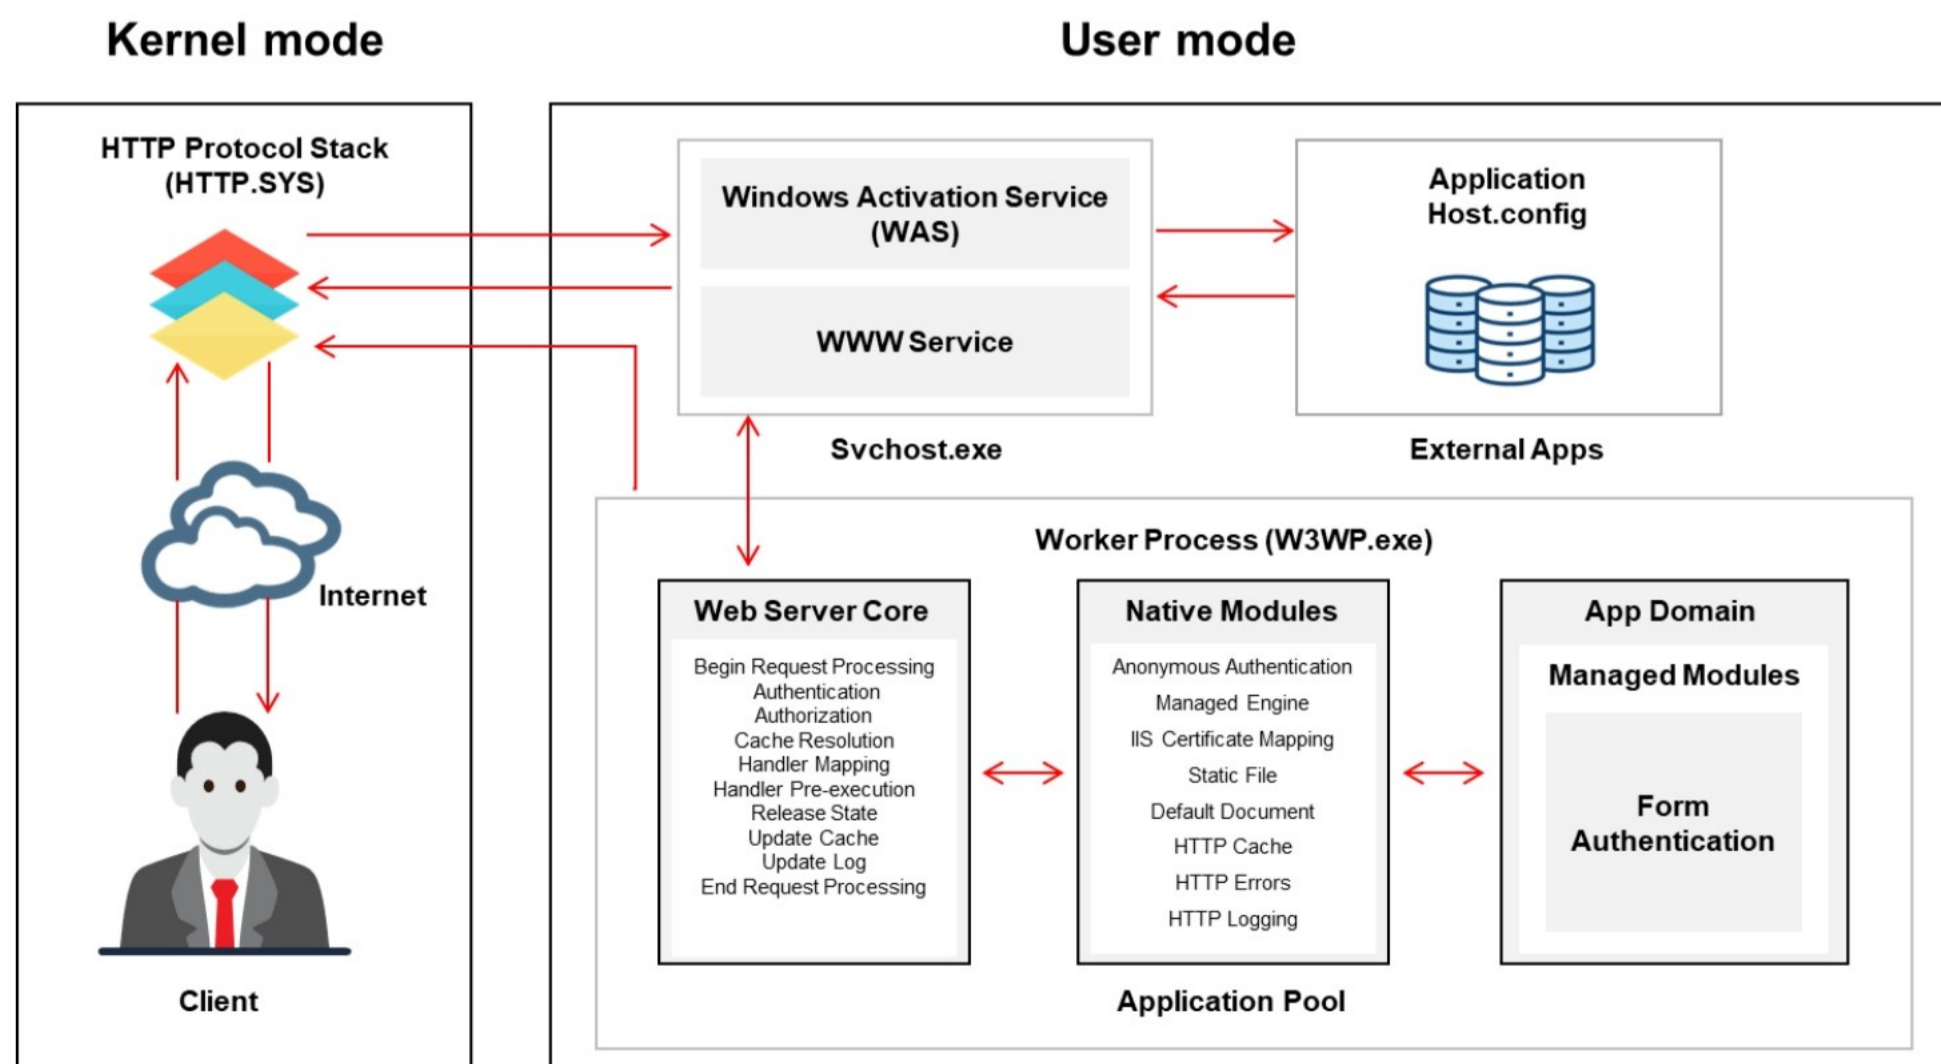 Kernel mode
User mode
HTTP Protocol Stack
(HTTP.SYS)
Internet
Client
Windows Activation Service
(WAS)
WWW Service
Svchost.exe
Application
Host.config
External Apps
Worker Process (W3WP.exe)
Web Server Core
Begin Request Processing
Authentication
Authorization
Cache Resolution
Handler Mapping
Handler Pre-execution
Release State
Update Cache
Update Log
End Request Processing
Native Modules
Anonymous Authentication
Managed Engine
IIS Certificate Mapping
Static File
Default Document
HTTP Cache
HTTP Errors
HTTP Logging
App Domain
Managed Modules
Form
Authentication
Application Pool